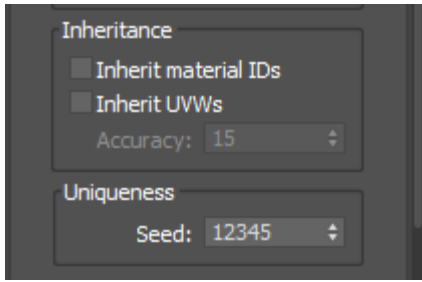 Inheritance
Inherit material IDs
Inherit UVWs
Accuracy: 15
Uniqueness
Seed: 12345